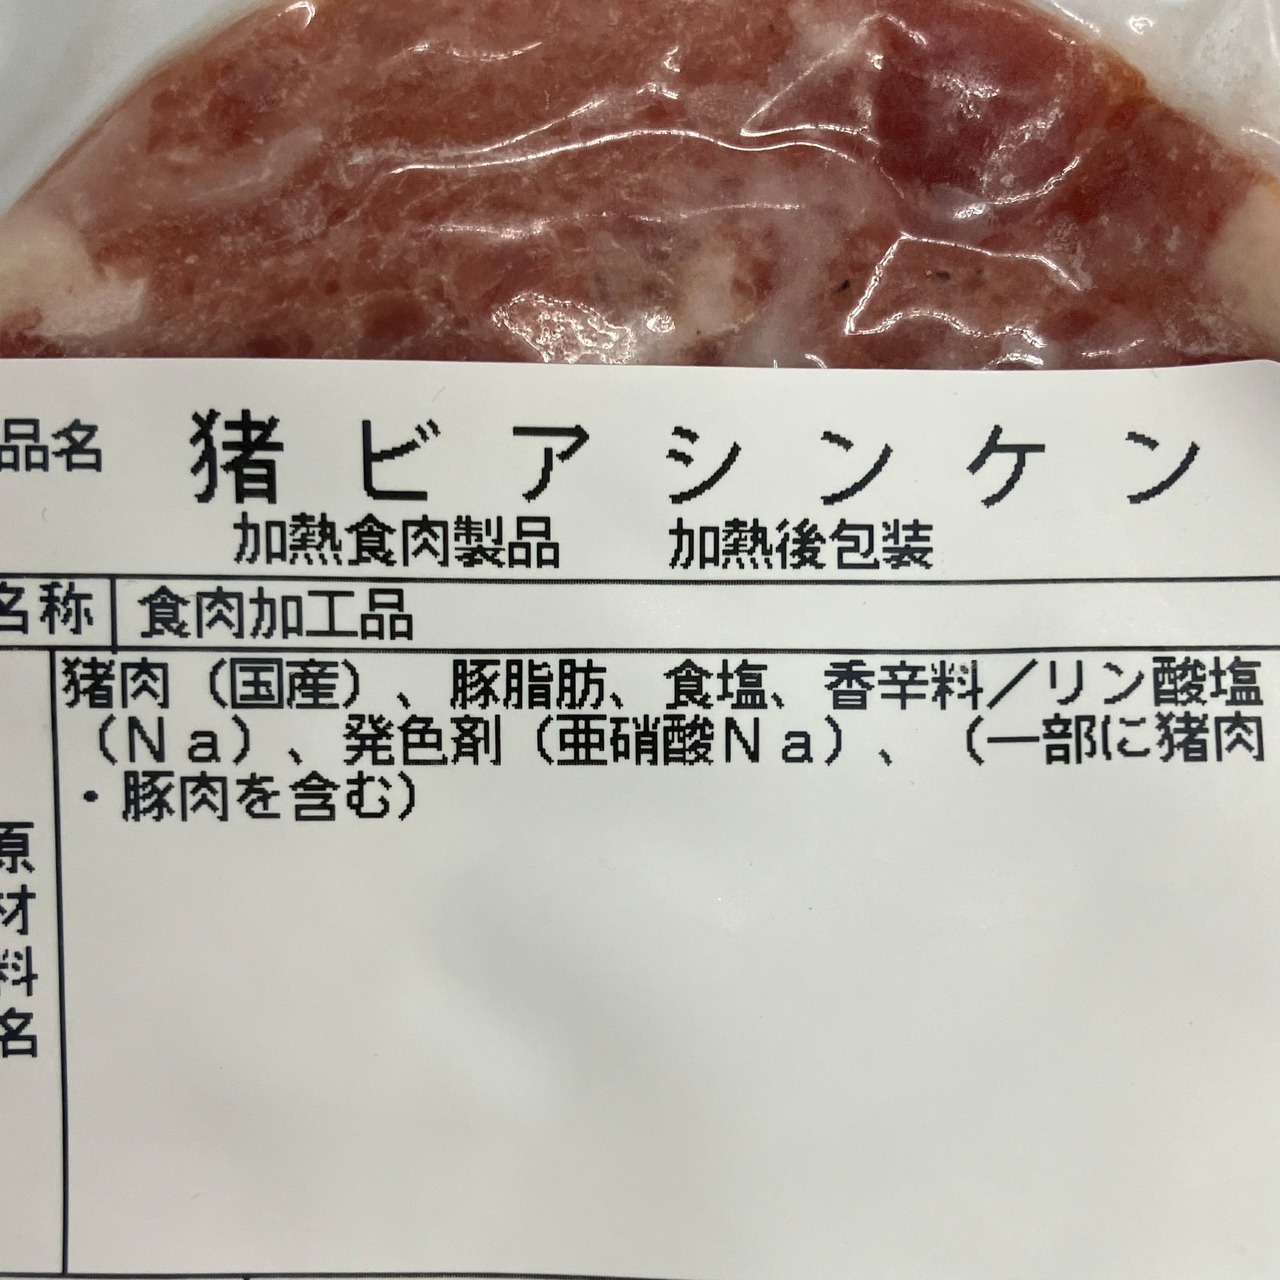 品名 猪ビアシンケン
加熱食肉製品 加熱後包装
名称 食肉加工品
原材料名
猪肉(国産)、豚脂肪、食塩、香辛料/リン酸塩
(Na)、発色剤(亜硝酸Na)、(一部に猪肉
・豚肉を含む)